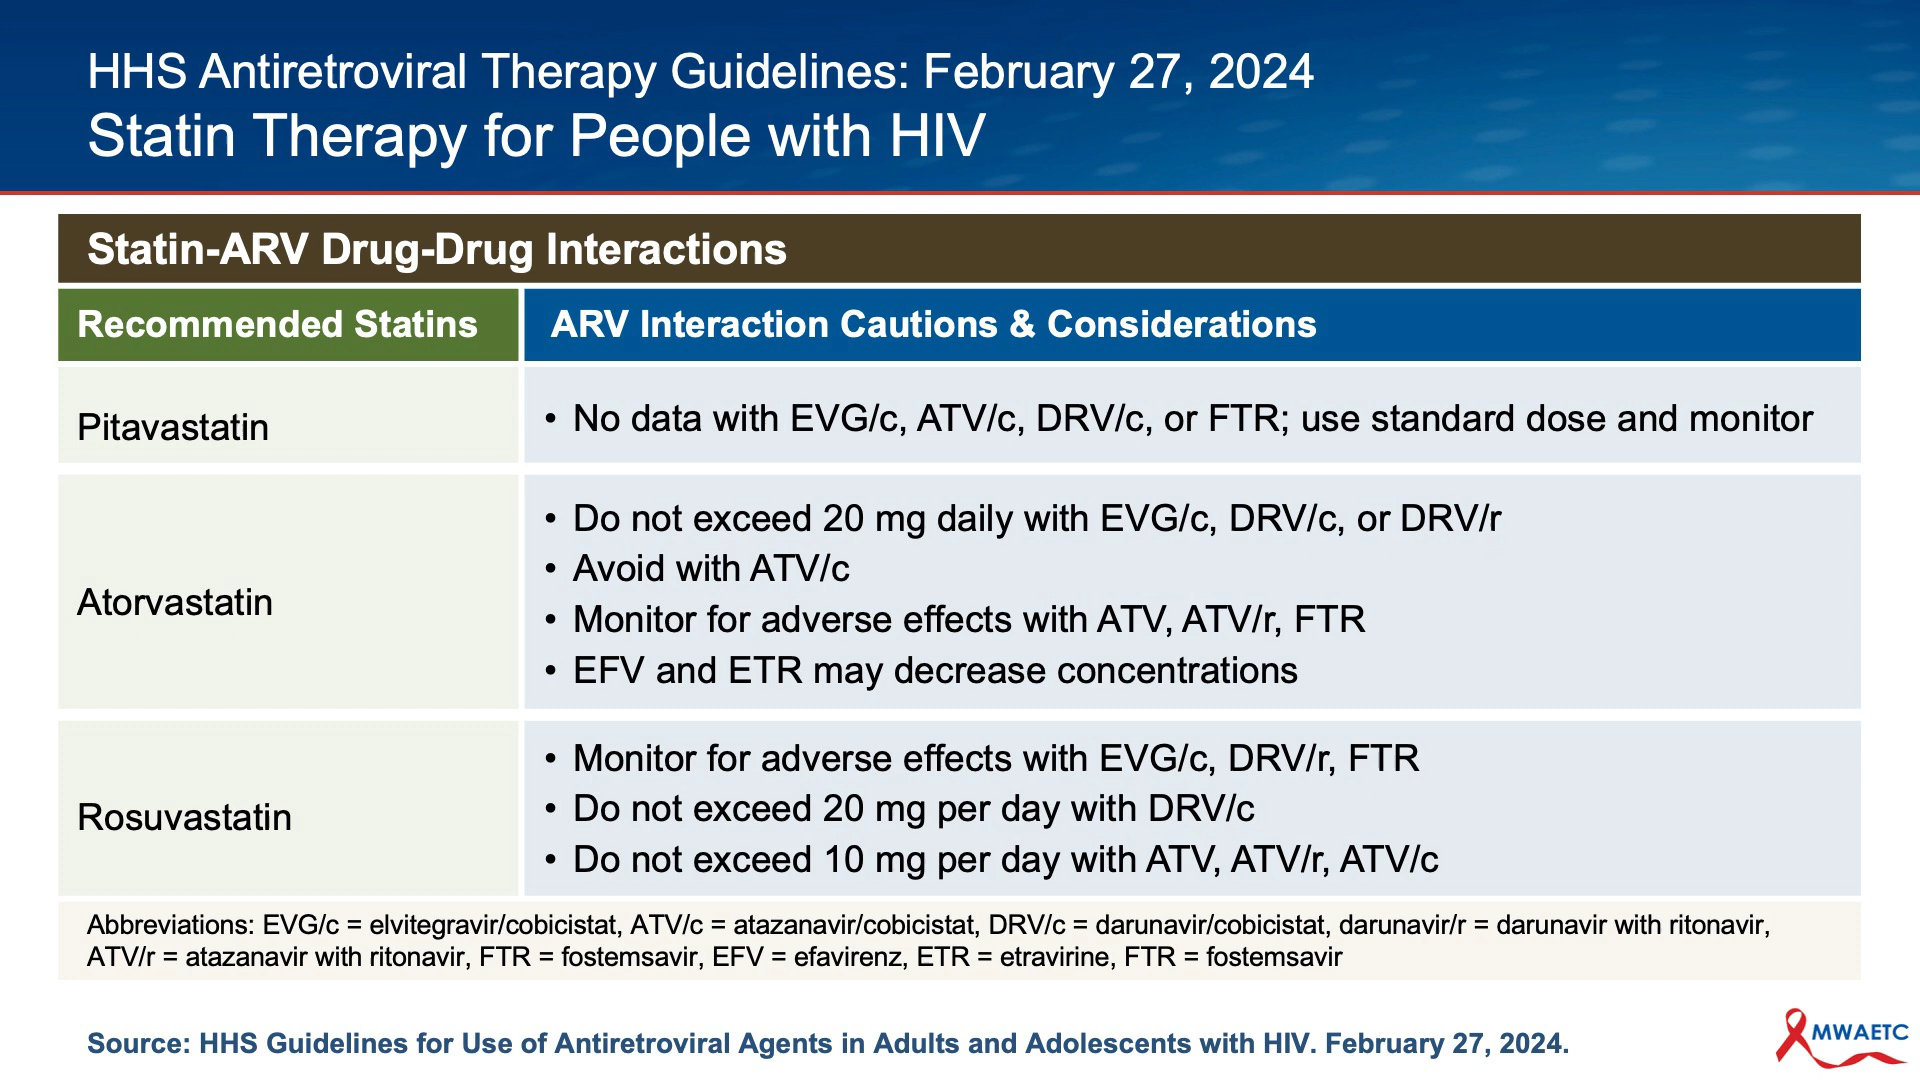 HHS Antiretroviral Therapy Guidelines: February 27, 2024
Statin Therapy for People with HIV
Statin-ARV Drug-Drug Interactions
Recommended Statins
ARV Interaction Cautions & Considerations
Pitavastatin
• No data with EVG/c, ATV/c, DRV/c, or FTR; use standard dose and monitor
Atorvastatin
• Do not exceed 20 mg daily with EVG/c, DRV/c, or DRV/r
• Avoid with ATV/c
• Monitor for adverse effects with ATV, ATV/r, FTR
• EFV and ETR may decrease concentrations
Rosuvastatin
• Monitor for adverse effects with EVG/c, DRV/r, FTR
• Do not exceed 20 mg per day with DRV/c
• Do not exceed 10 mg per day with ATV, ATV/r, ATV/c
Abbreviations: EVG/c = elvitegravir/cobicistat, ATV/c = atazanavir/cobicistat, DRV/c = darunavir/cobicistat, darunavir/r = darunavir with ritonavir,
ATV/r = atazanavir with ritonavir, FTR = fostemsavir, EFV = efavirenz, ETR = etravirine, FTR = fostemsavir
Source: HHS Guidelines for Use of Antiretroviral Agents in Adults and Adolescents with HIV. February 27, 2024.
MWAETC